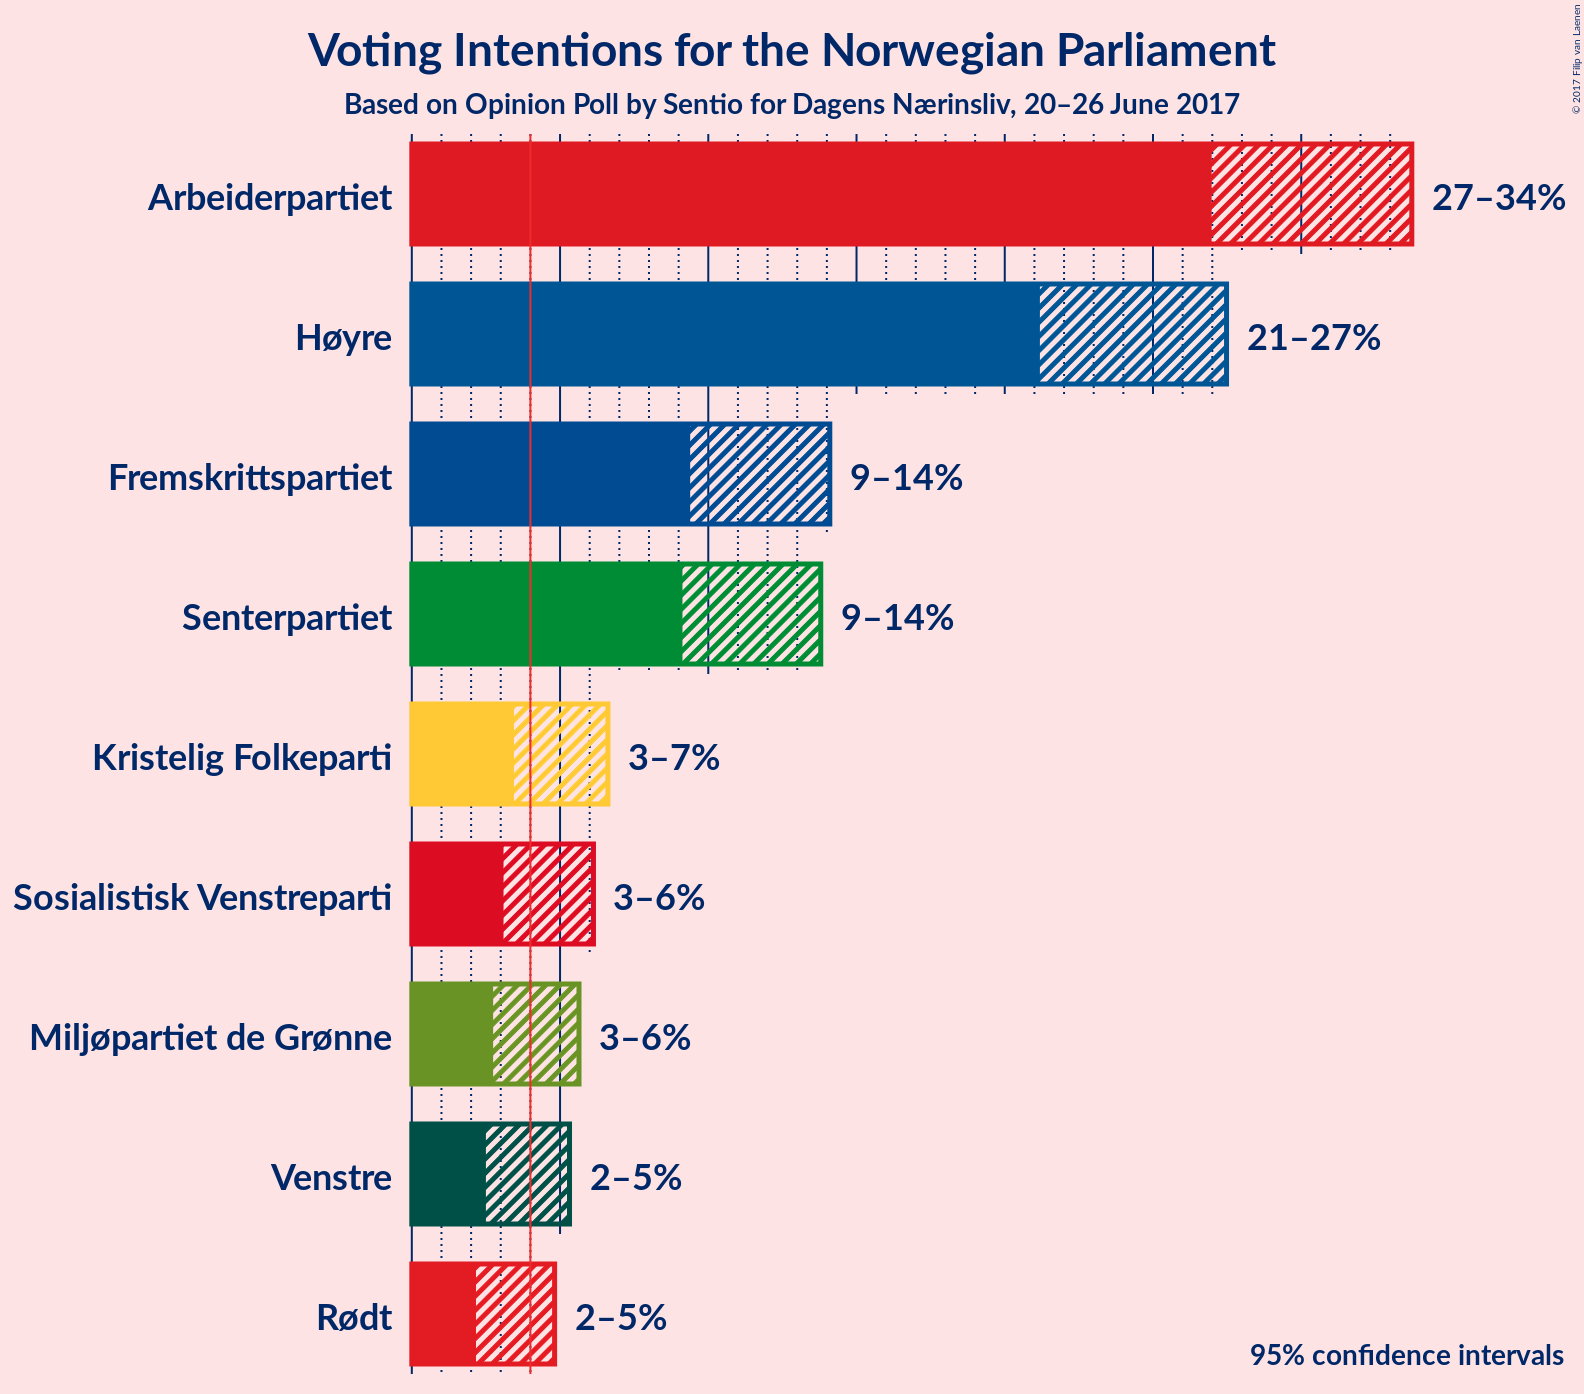 Voting Intentions for the Norwegian Parliament
Based on Opinion Poll by Sentio for Dagens Nærinsliv, 20–26 June 2017
© 2017 Filip van Laenen
Arbeiderpartiet 27–34%
Høyre 21–27%
Fremskrittspartiet 9–14%
Senterpartiet 9–14%
Kristelig Folkeparti 3–7%
Sosialistisk Venstreparti 3–6%
Miljøpartiet de Grønne 3–6%
Venstre 2–5%
Rødt 2–5%
95% confidence intervals